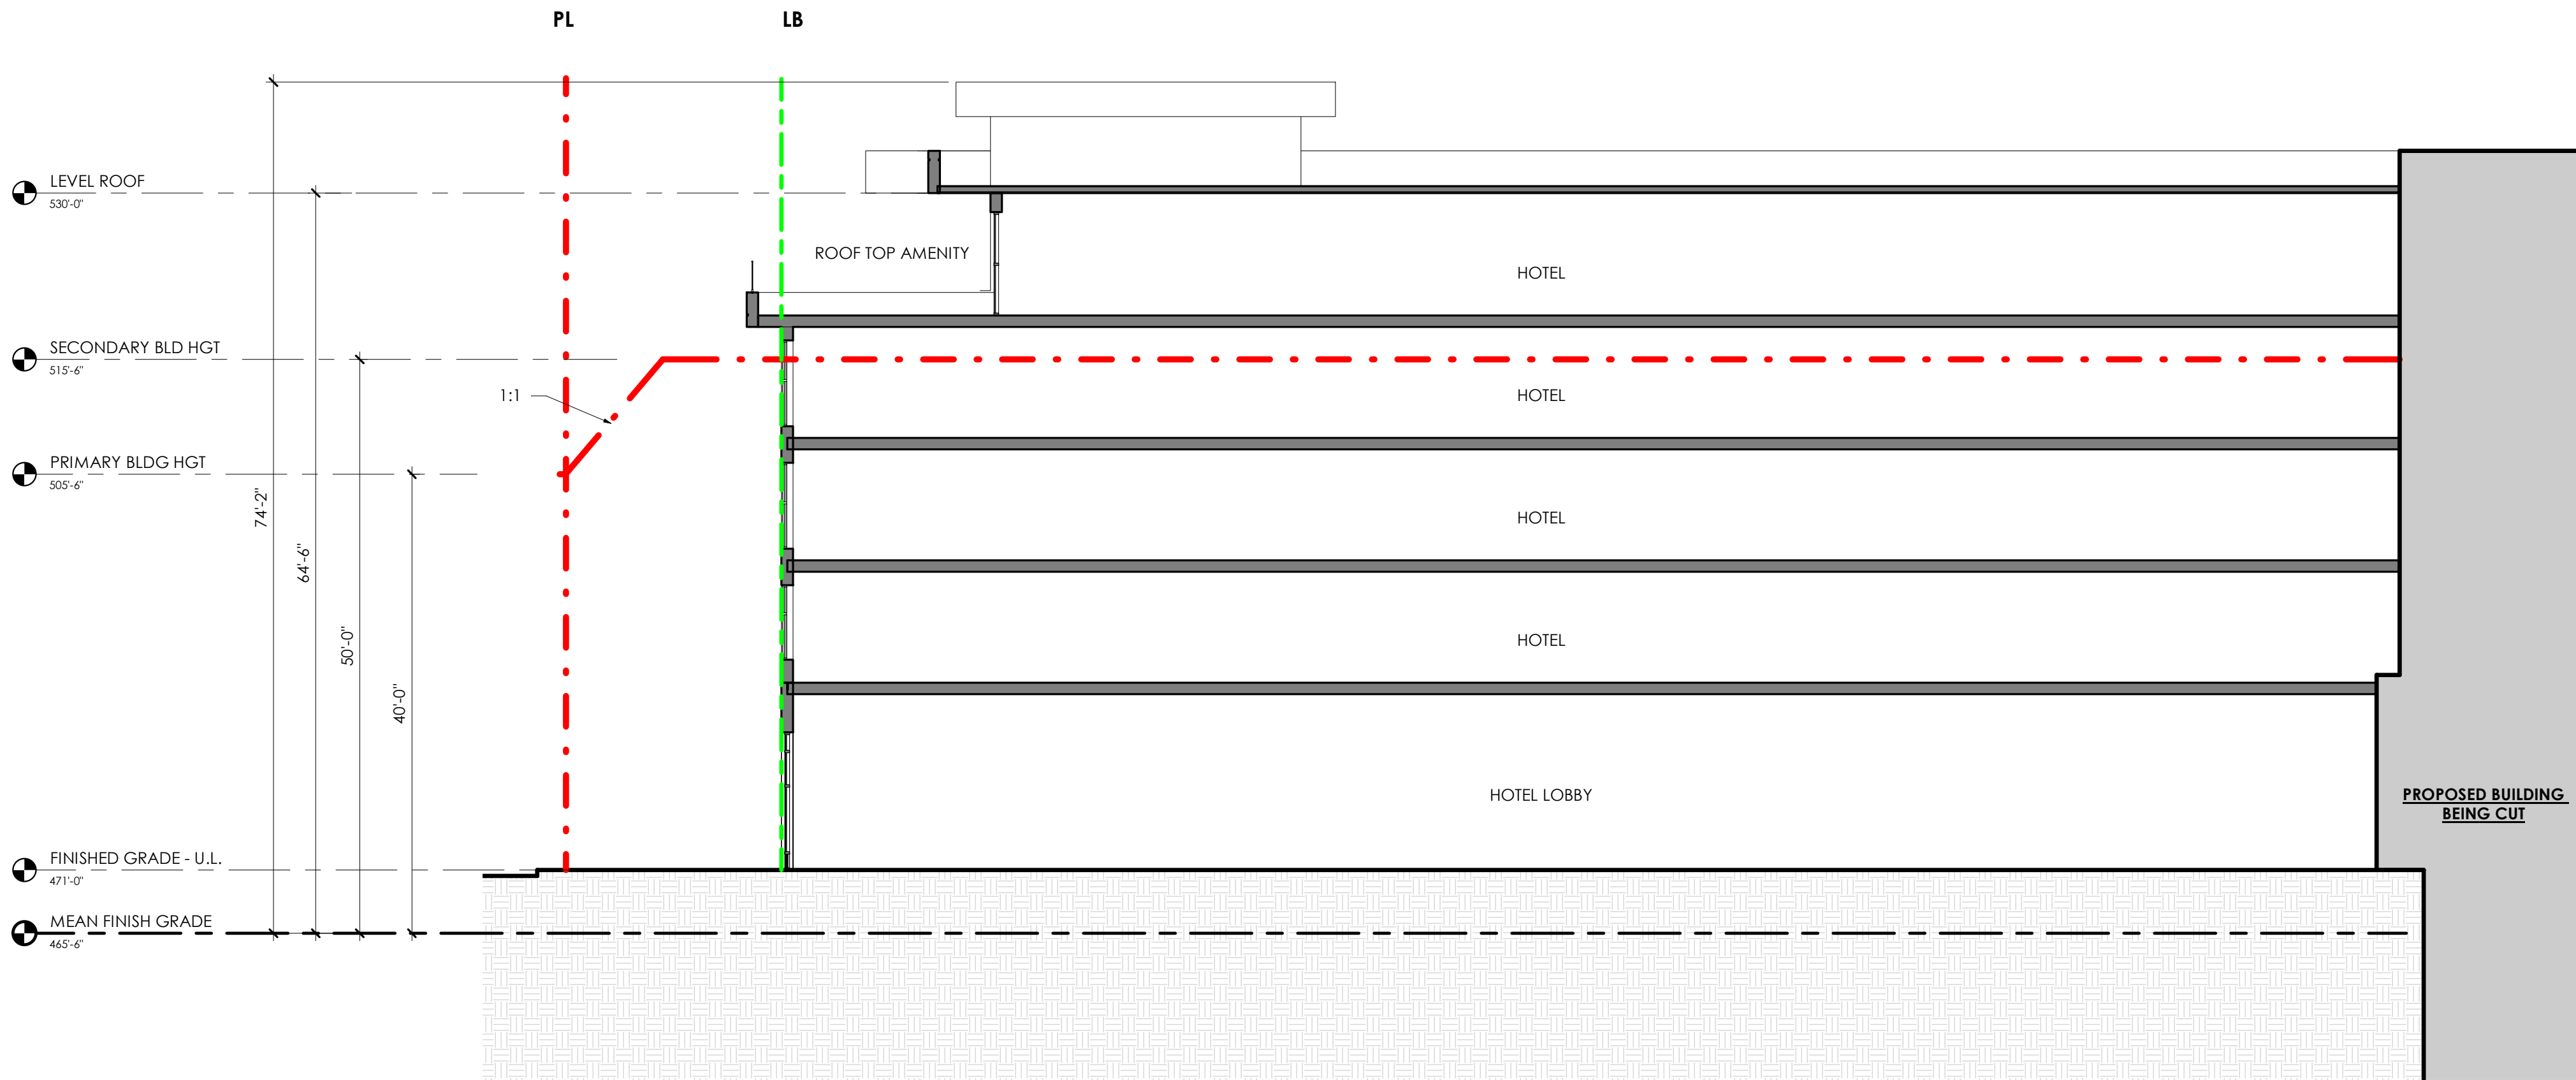 PL
LB
LEVEL ROOF
530'-0"
ROOF TOP AMENITY
HOTEL
SECONDARY BLD HGT
515'-6"
1:1
HOTEL
PRIMARY BLDG HGT
505'-6"
74'-2"
64'-6"
50'-0"
40'-0"
HOTEL
HOTEL
HOTEL LOBBY
PROPOSED BUILDING
BEING CUT
FINISHED GRADE - U.L.
471'-0"
MEAN FINISH GRADE
465'-6"